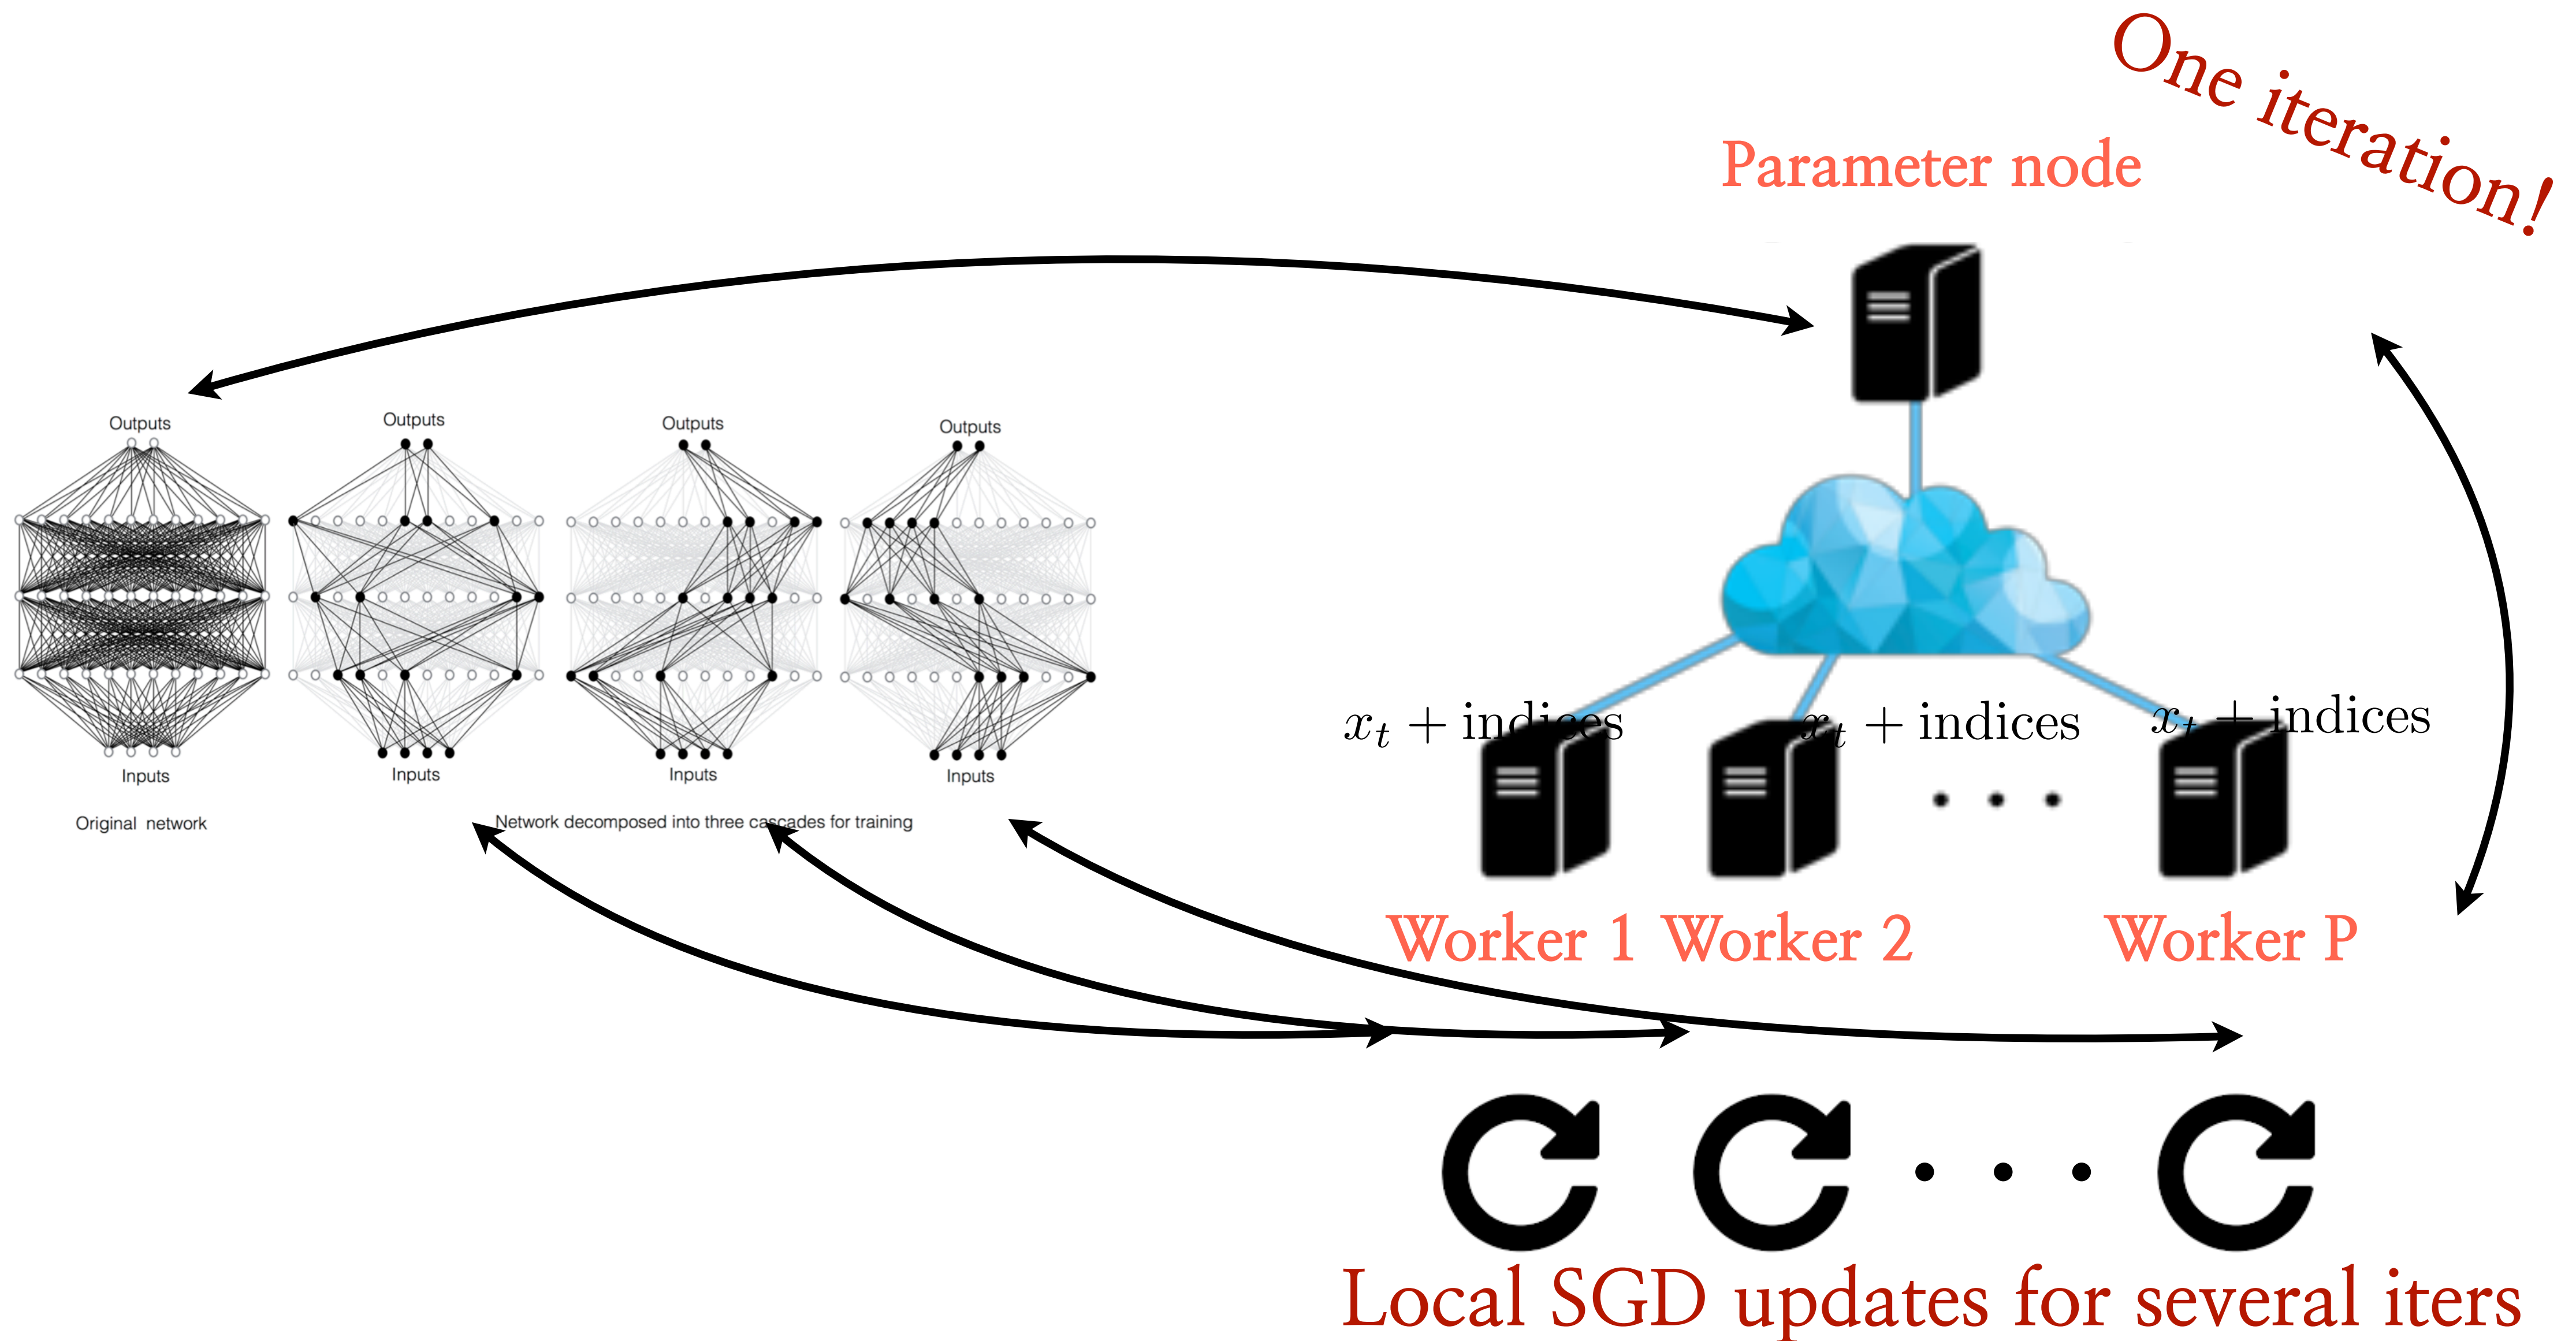 One iteration!
Parameter node
Outputs
Outputs
Outputs
Outputs
Inputs
Inputs
Inputs
Inputs
Original network
Network decomposed into three cascades for training
x_t + indices
x_t + indices
x_t + indices
Worker 1
Worker 2
Worker P
Local SGD updates for several iters